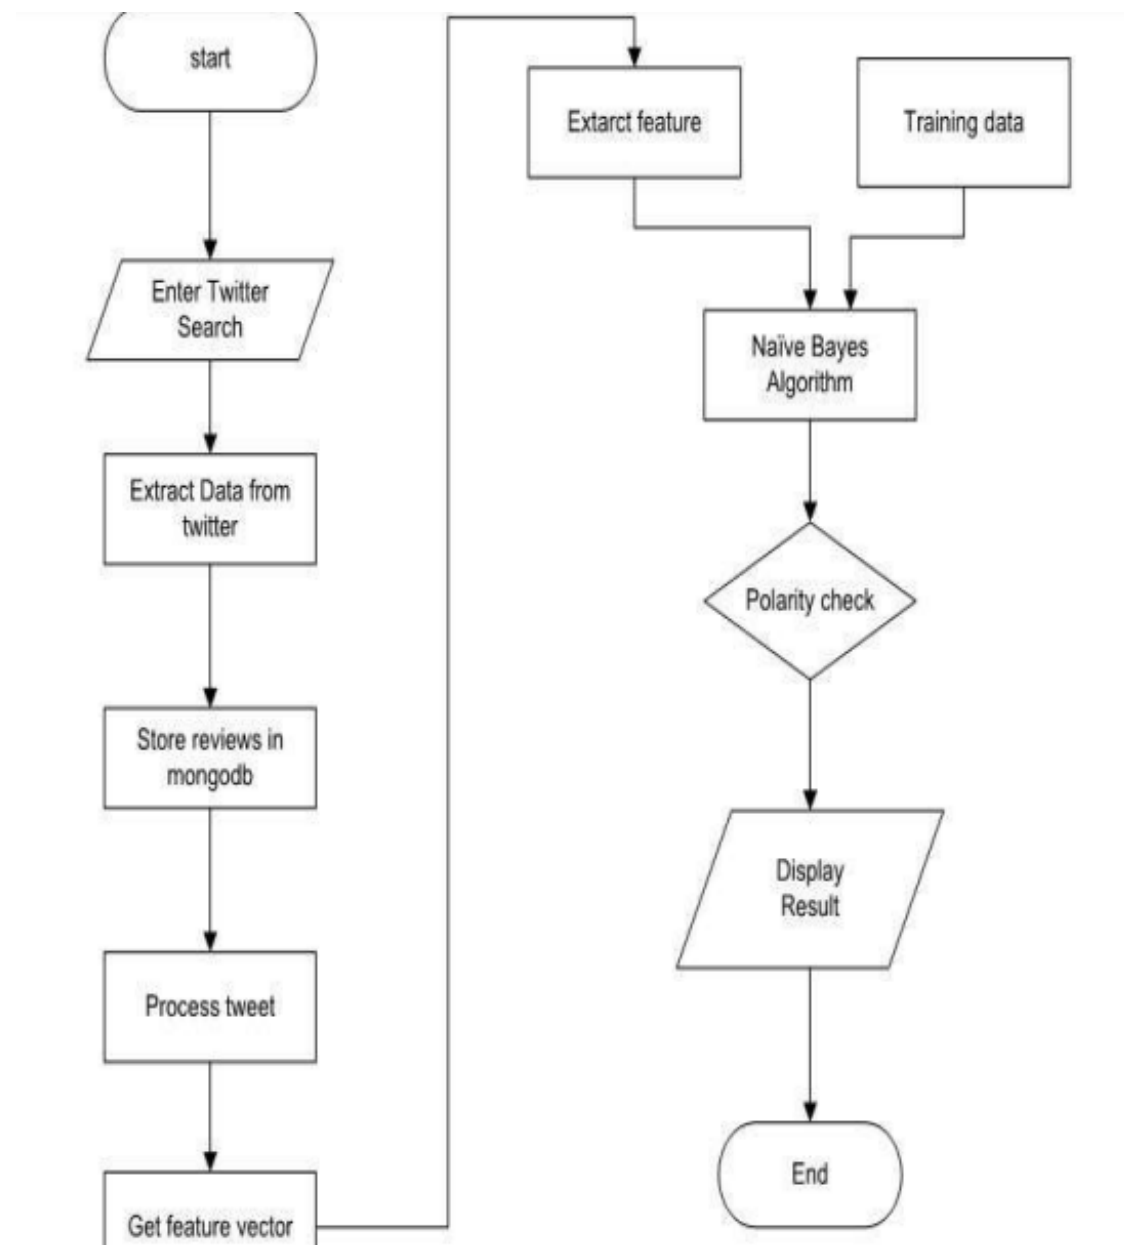 start
Enter Twitter
Search
Extract Data from
twitter
Store reviews in
mongodb
Process tweet
Get feature vector
Extarct feature
Training data
Naïve Bayes
Algorithm
Polarity check
Display
Result
End